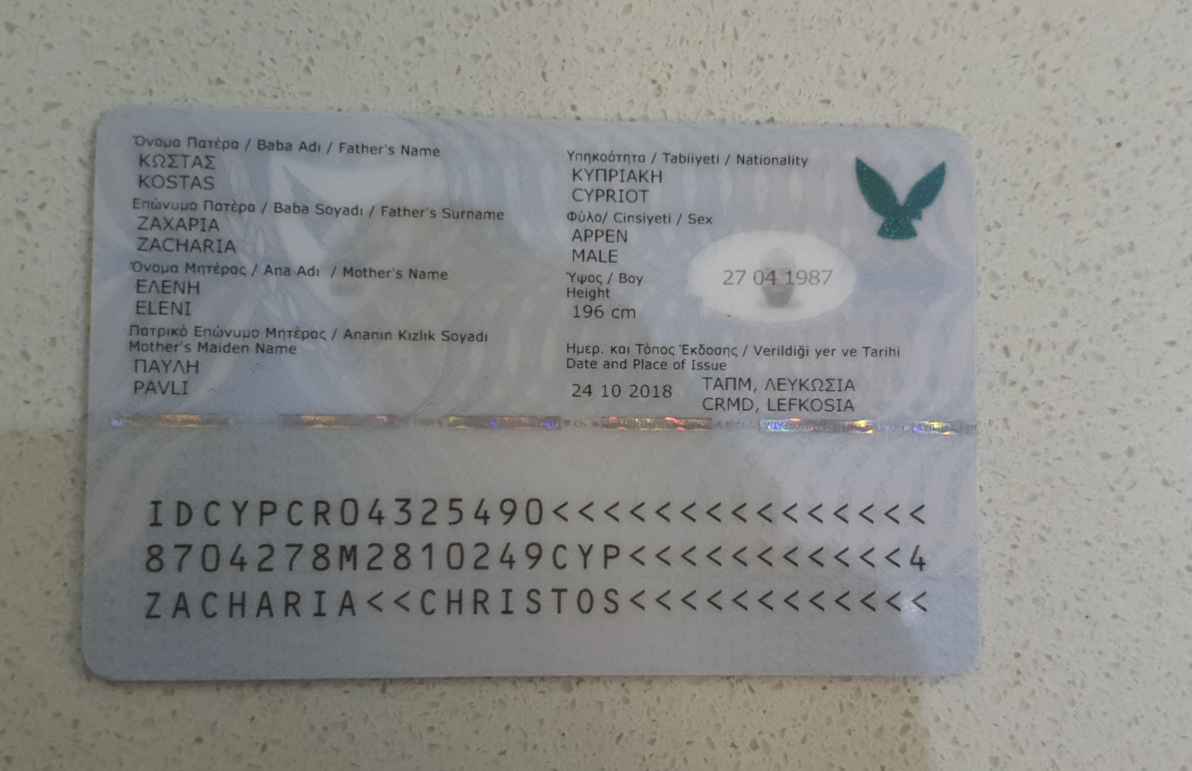 Όνομα Πατέρα / Baba Adı / Father's Name
ΚΩΣΤΑΣ
KOSTAS
Επώνυμο Πατέρα / Baba Soyadı / Father's Surname
ΖΑΧΑΡΙΑ
ZACHARIA
Όνομα Μητέρας / Ana Adı / Mother's Name
ΕΛΕΝΗ
ELENI
Πατρικό Επώνυμο Μητέρας / Ananın Kızlık Soyadı
Mother's Maiden Name
ΠΑΥΛΗ
PAVLI
Υπηκοότητα / Tabiiyeti / Nationality
ΚΥΠΡΙΑΚΗ
CYPRIOT
Φύλο/ Cinsiyeti / Sex
ΑΡΡΕΝ
MALE
Ύψος / Boy
Height
196 cm
27 04 1987
Ημερ. και Τόπος Έκδοσης / Verildiği yer ve Tarihi
Date and Place of Issue
24 10 2018 ΤΑΠΜ, ΛΕΥΚΩΣΙΑ
CRMD, LEFKOSIA
IDCYPCR04325490<<<<<<<<<<<<<<<
8704278M2810249CYP<<<<<<<<<<<4
ZACHARIA<<CHRISTOS<<<<<<<<<<<<